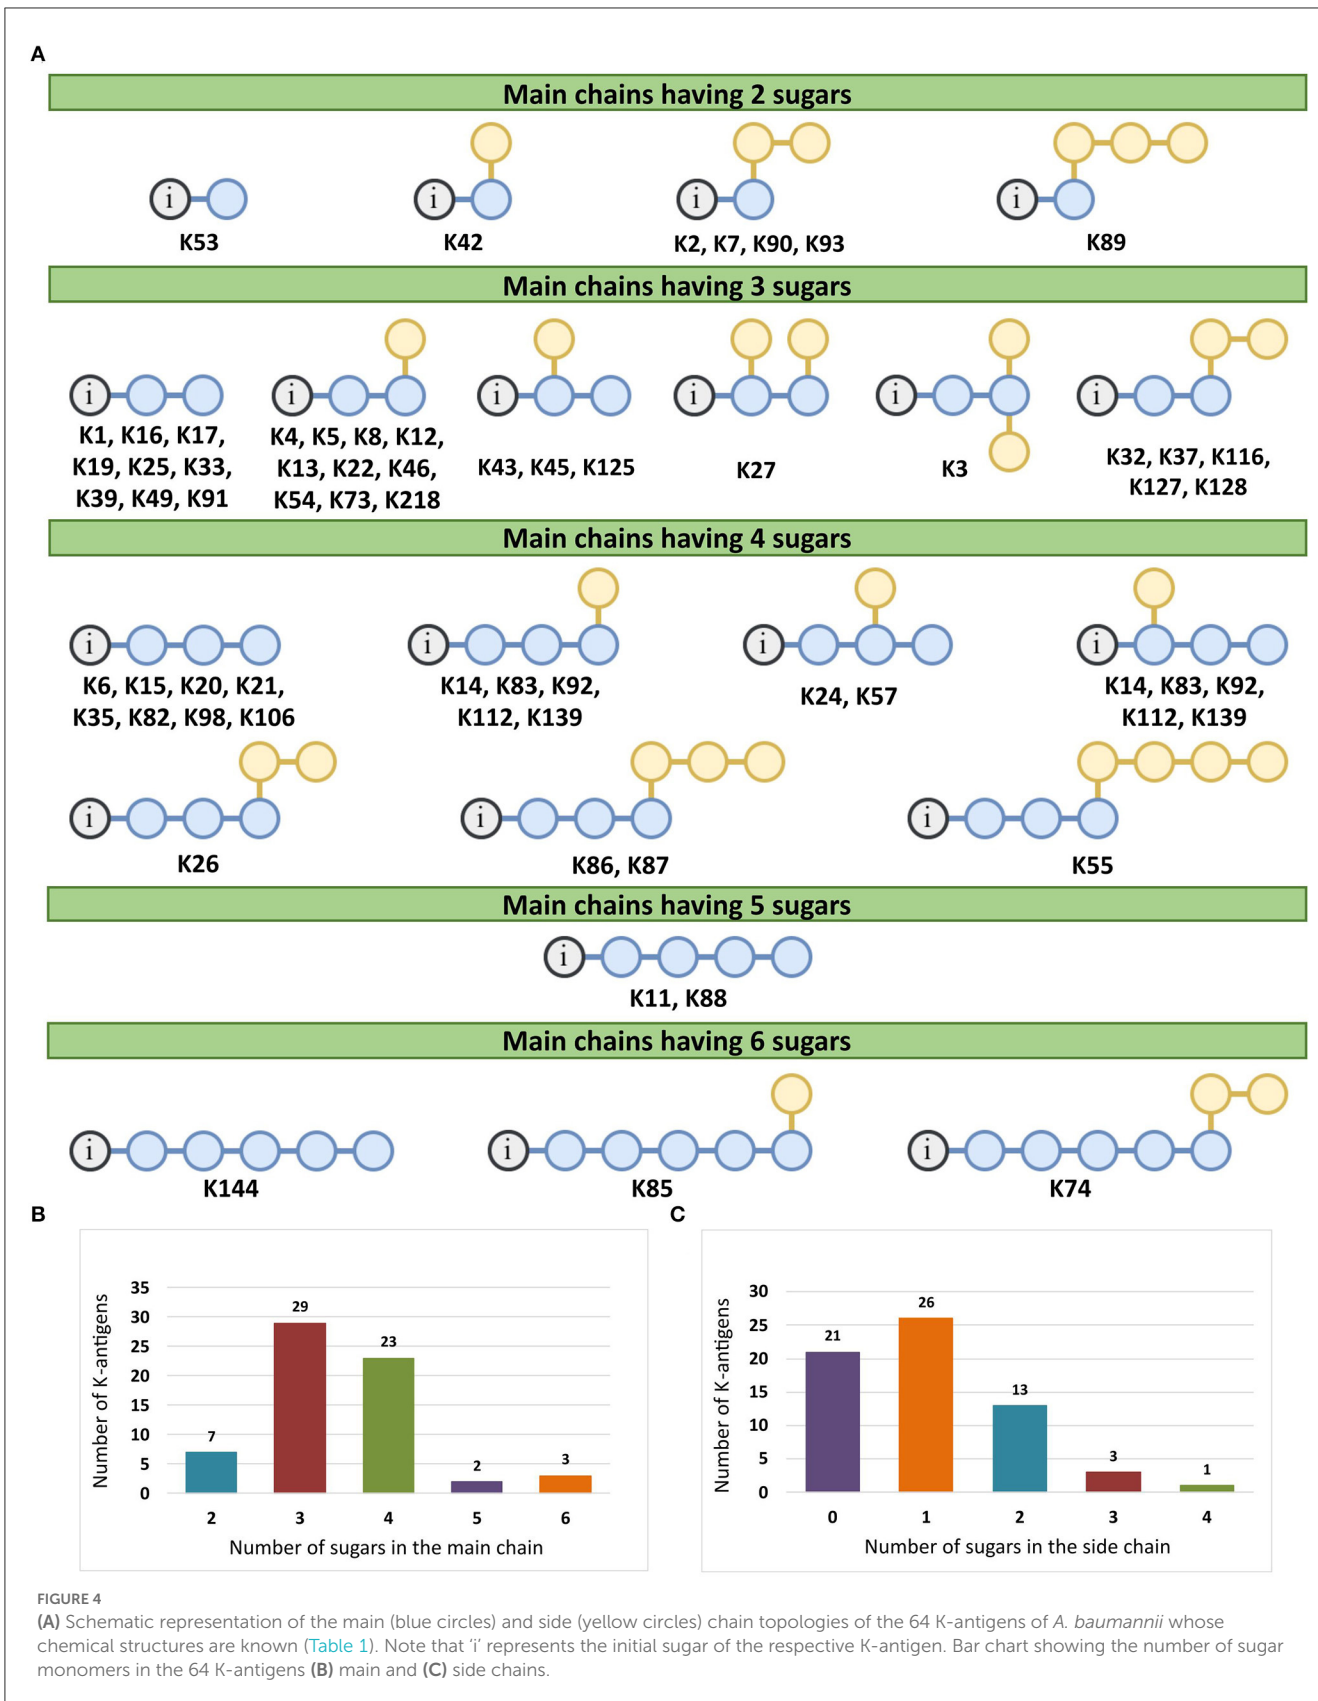 A
Main chains having 2 sugars
i
i
i
i
K53
K42
K2, K7, K90, K93
K89
Main chains having 3 sugars
i
i
i
i
i
i
K1, K16, K17,
K19, K25, K33,
K39, K49, K91
K4, K5, K8, K12,
K13, K22, K46,
K54, K73, K218
K43, K45, K125
K27
K3
K32, K37, K116,
K127, K128
Main chains having 4 sugars
i
i
i
i
K6, K15, K20, K21,
K35, K82, K98, K106
K14, K83, K92,
K112, K139
K24, K57
K14, K83, K92,
K112, K139
i
i
i
K26
K86, K87
K55
Main chains having 5 sugars
i
K11, K88
Main chains having 6 sugars
i
i
i
K144
K85
K74
B
Number of K-antigens
35
30
25
20
15
10
5
0
7
29
23
2
3
2
3
4
5
6
Number of sugars in the main chain
C
Number of K-antigens
30
25
20
15
10
5
0
21
26
13
3
1
0
1
2
3
4
Number of sugars in the side chain
FIGURE 4
(A) Schematic representation of the main (blue circles) and side (yellow circles) chain topologies of the 64 K-antigens of A. baumannii whose
chemical structures are known (Table 1). Note that 'i' represents the initial sugar of the respective K-antigen. Bar chart showing the number of sugar
monomers in the 64 K-antigens (B) main and (C) side chains.